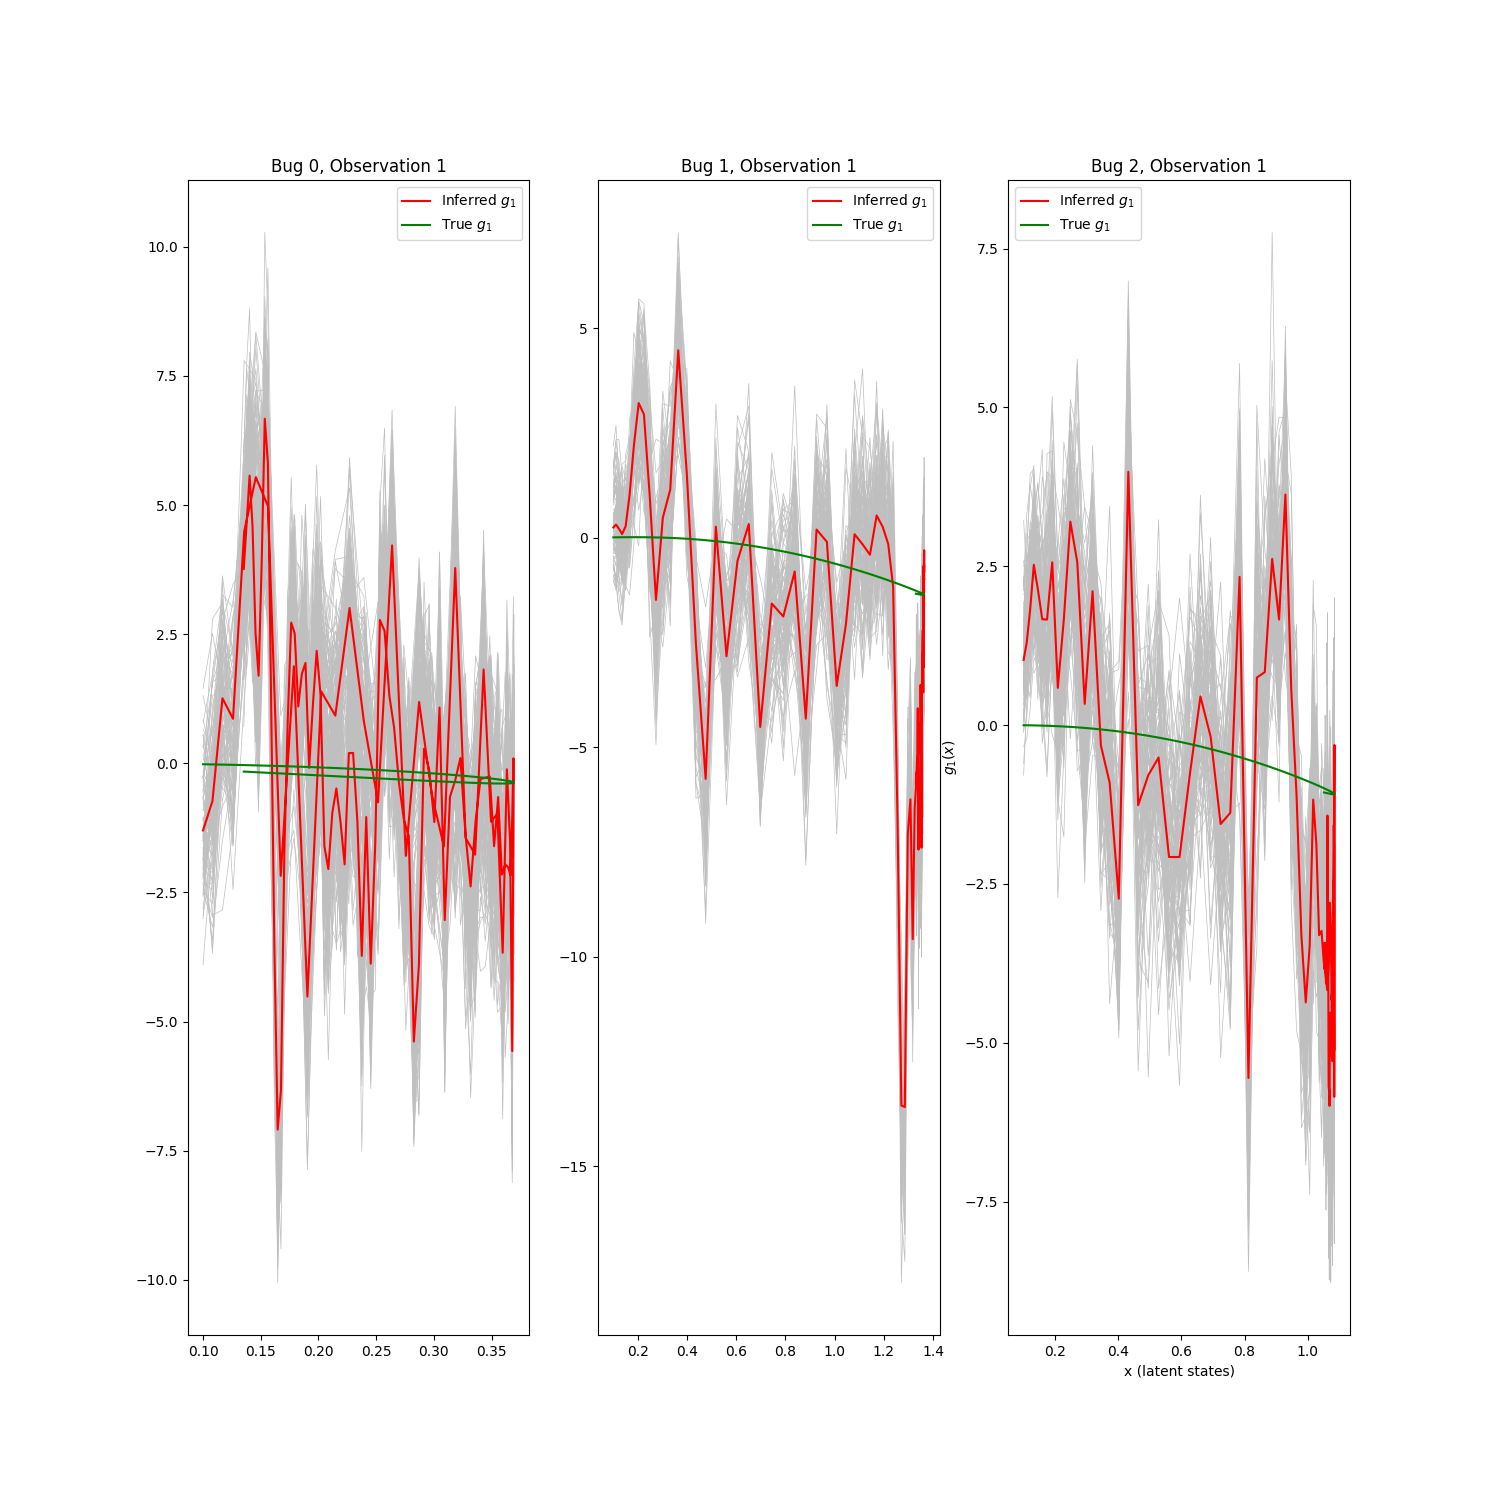 Bug 0, Observation 1
Inferred g₁
True g₁
10.0
7.5
5.0
2.5
0.0
−2.5
−5.0
−7.5
−10.0
0.10 0.15 0.20 0.25 0.30 0.35
Bug 1, Observation 1
Inferred g₁
True g₁
5
0
−5
−10
−15
0.2 0.4 0.6 0.8 1.0 1.2 1.4
Bug 2, Observation 1
Inferred g₁
True g₁
g₁(x)
7.5
5.0
2.5
0.0
−2.5
−5.0
−7.5
0.2 0.4 0.6 0.8 1.0
x (latent states)